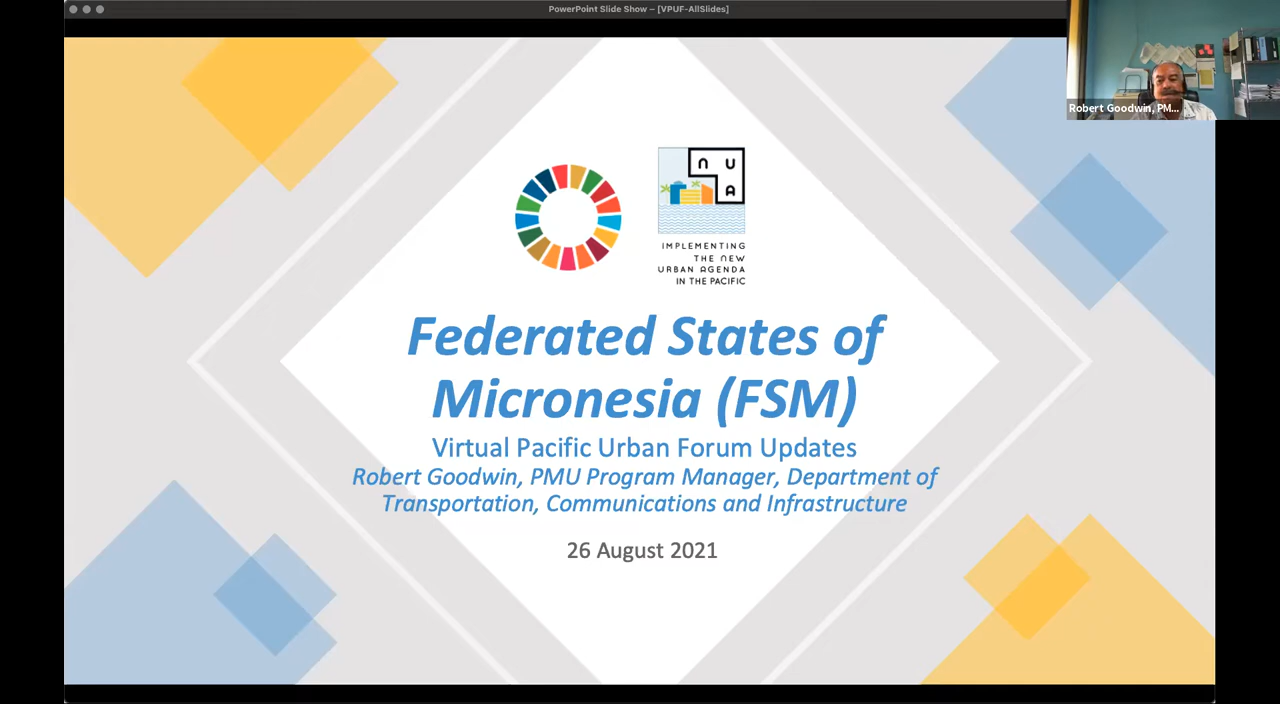 PowerPoint Slide Show – [VPUF-AllSlides]
Robert Goodwin, PM...
N U
A
IMPLEMENTING
THE NEW
URBAN AGENDA
IN THE PACIFIC
Federated States of
Micronesia (FSM)
Virtual Pacific Urban Forum Updates
Robert Goodwin, PMU Program Manager, Department of
Transportation, Communications and Infrastructure
26 August 2021